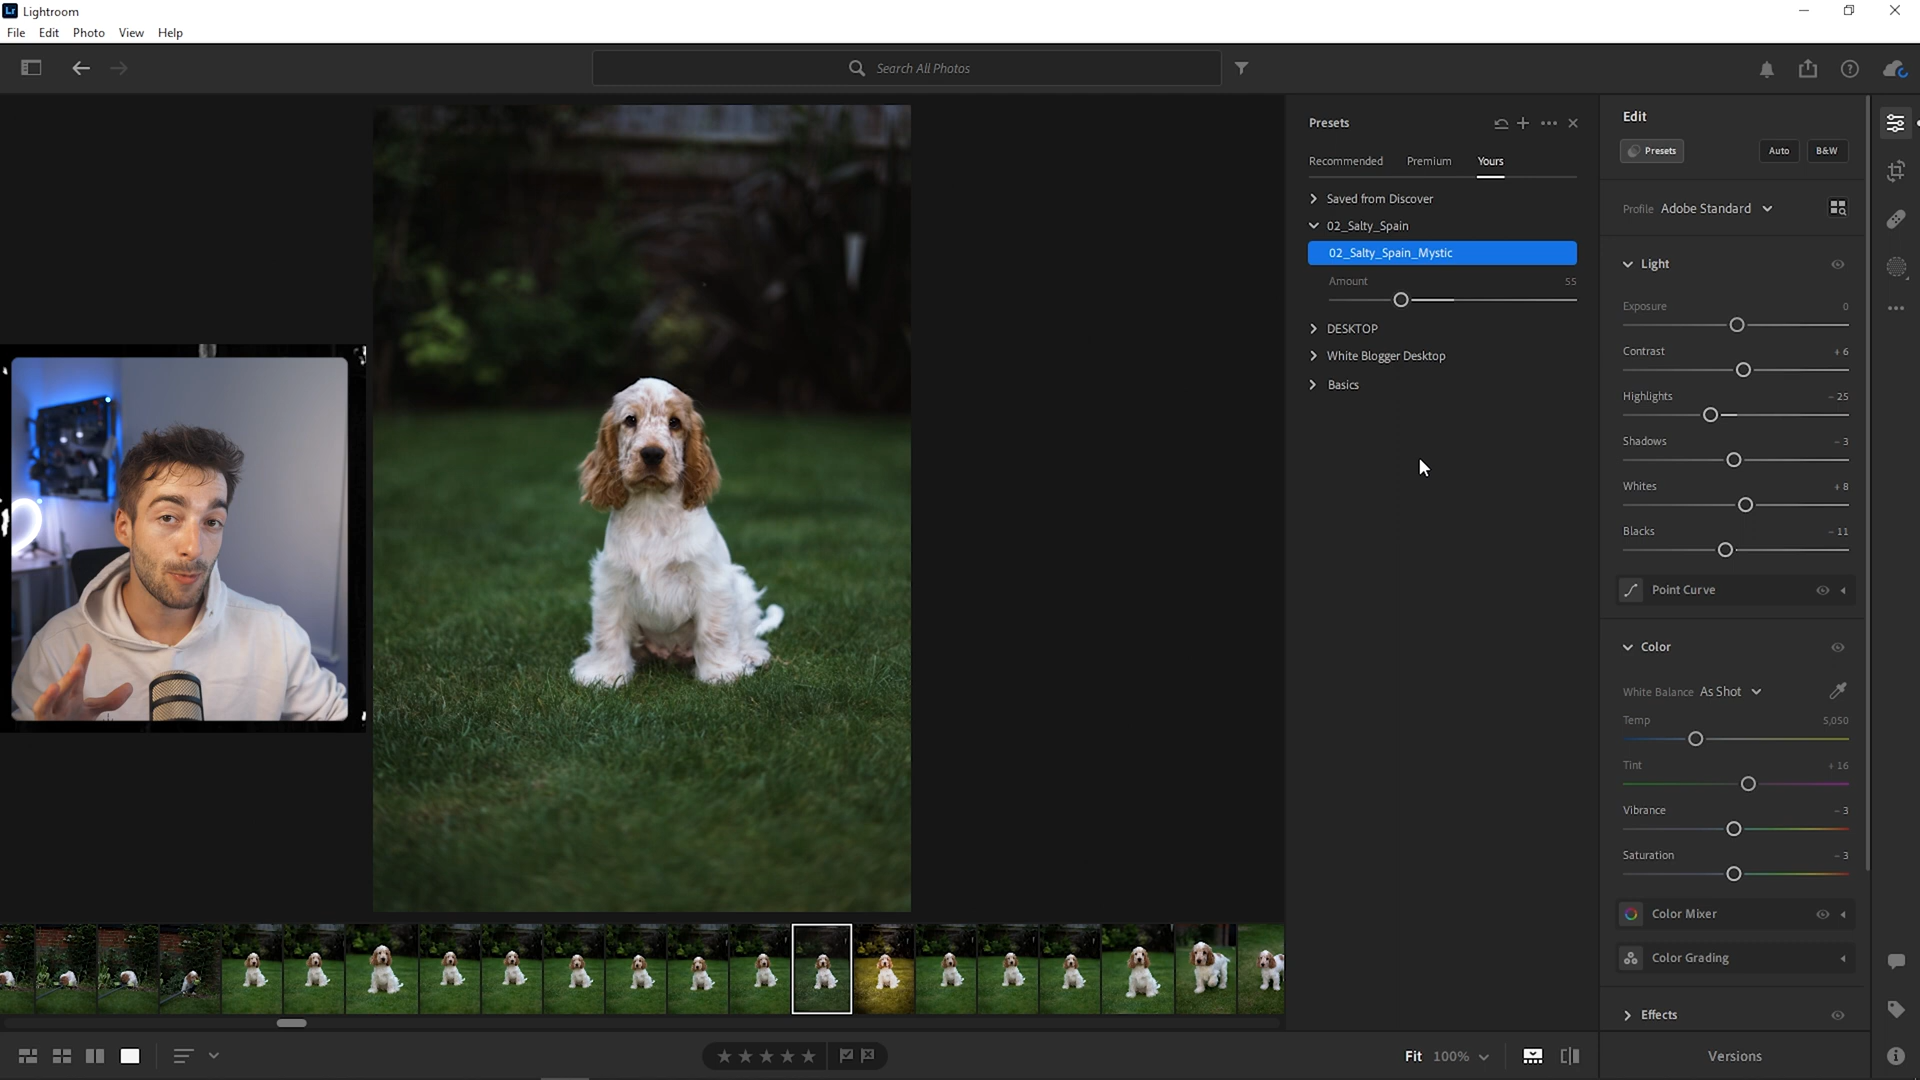 Lr Lightroom
File Edit Photo View Help
Search All Photos
Presets
Recommended Premium Yours
Saved from Discover
02_Salty_Spain
02_Salty_Spain_Mystic
Amount 55
DESKTOP
White Blogger Desktop
Basics
Edit
Presets Auto B&W
Profile Adobe Standard
Light
Exposure 0
Contrast + 6
Highlights - 25
Shadows - 3
Whites + 8
Blacks - 11
Point Curve
Color
White Balance As Shot
Temp 5,050
Tint + 16
Vibrance - 3
Saturation - 3
Color Mixer
Color Grading
Effects
Fit 100%
Versions